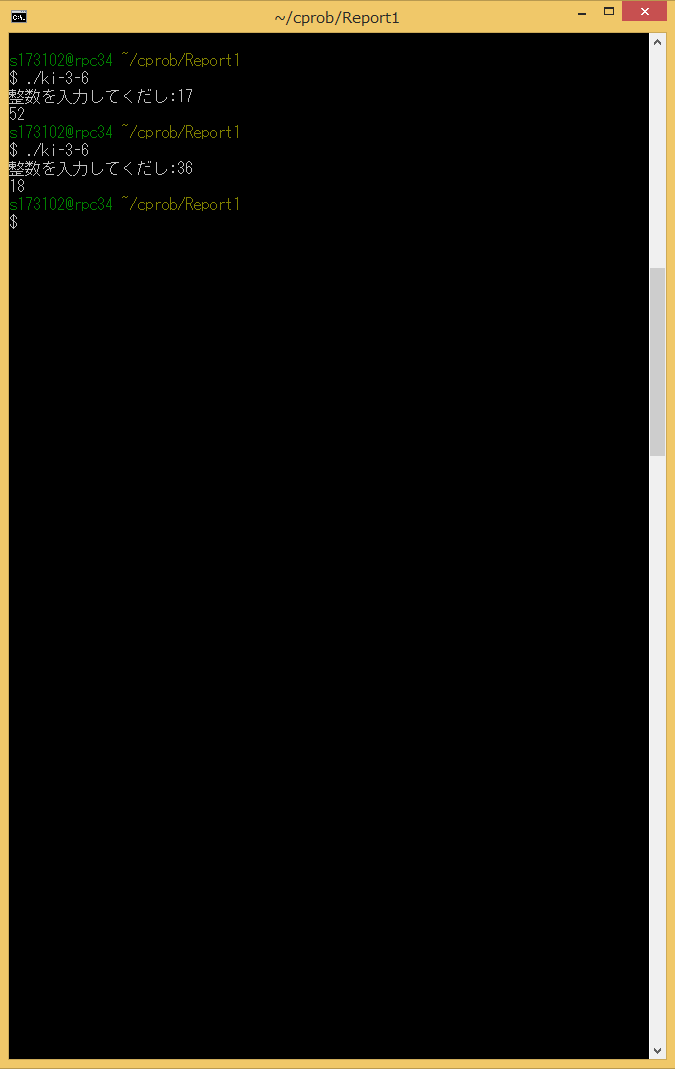 ~/cprob/Report1
s173102@rpc34 ~/cprob/Report1
$ ./ki-3-6
整数を入力してくだし:17
52
s173102@rpc34 ~/cprob/Report1
$ ./ki-3-6
整数を入力してくだし:36
18
s173102@rpc34 ~/cprob/Report1
$